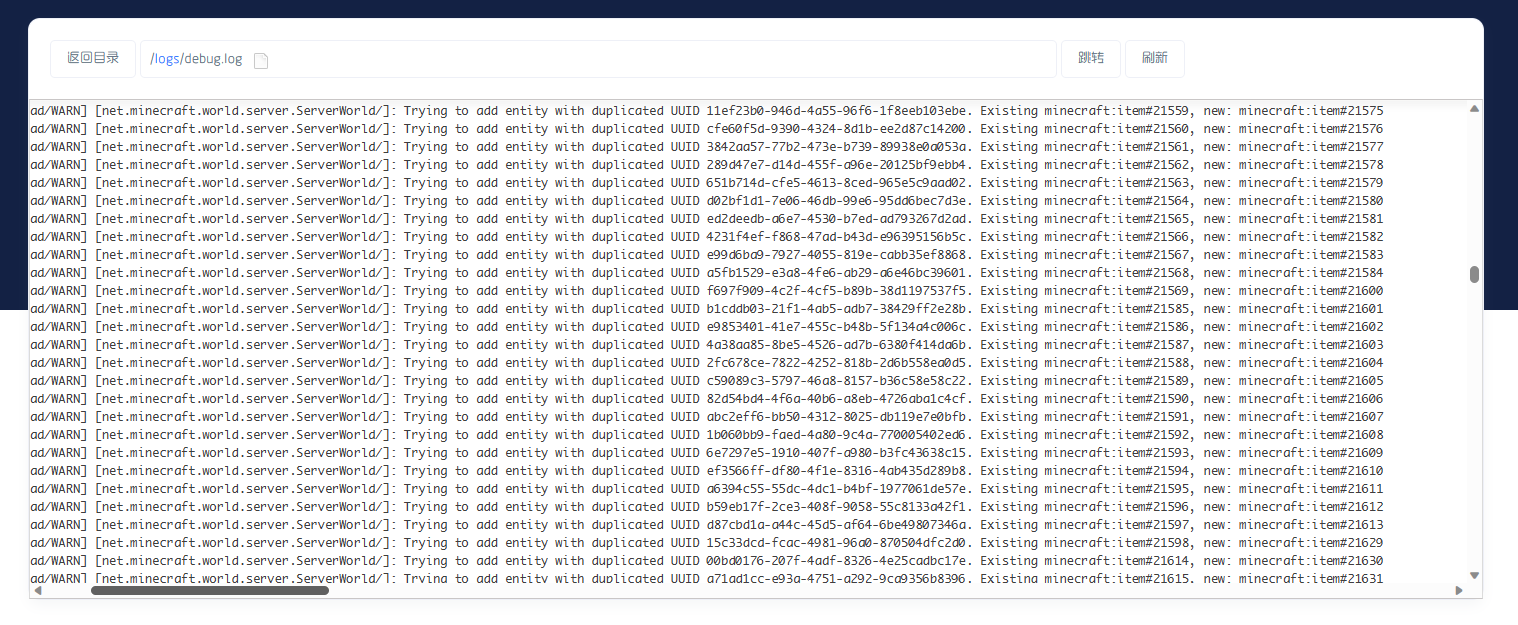 返回目录 /logs/debug.log 跳转 刷新
ad/WARN] [net.minecraft.world.server.ServerWorld/]: Trying to add entity with duplicated UUID 11ef23b0-946d-4a55-96f6-1f8eeb103ebe. Existing minecraft:item#21559, new: minecraft:item#21575
ad/WARN] [net.minecraft.world.server.ServerWorld/]: Trying to add entity with duplicated UUID cfe60f5d-9390-4324-8d1b-ee2d87c14200. Existing minecraft:item#21560, new: minecraft:item#21576
ad/WARN] [net.minecraft.world.server.ServerWorld/]: Trying to add entity with duplicated UUID 3842aa57-77b2-473e-b739-89938e0a053a. Existing minecraft:item#21561, new: minecraft:item#21577
ad/WARN] [net.minecraft.world.server.ServerWorld/]: Trying to add entity with duplicated UUID 289d47e7-d14d-455f-a96e-20125bf9ebb4. Existing minecraft:item#21562, new: minecraft:item#21578
ad/WARN] [net.minecraft.world.server.ServerWorld/]: Trying to add entity with duplicated UUID 651b714d-cfe5-4613-8ced-965e5c9aad02. Existing minecraft:item#21563, new: minecraft:item#21579
ad/WARN] [net.minecraft.world.server.ServerWorld/]: Trying to add entity with duplicated UUID d02bf1d1-7e06-46db-99e6-95dd6bec7d3e. Existing minecraft:item#21564, new: minecraft:item#21580
ad/WARN] [net.minecraft.world.server.ServerWorld/]: Trying to add entity with duplicated UUID ed2deedb-a6e7-4530-b7ed-ad793267d2ad. Existing minecraft:item#21565, new: minecraft:item#21581
ad/WARN] [net.minecraft.world.server.ServerWorld/]: Trying to add entity with duplicated UUID 4231f4ef-f868-47ad-b43d-e96395156b5c. Existing minecraft:item#21566, new: minecraft:item#21582
ad/WARN] [net.minecraft.world.server.ServerWorld/]: Trying to add entity with duplicated UUID e99d6ba9-7927-4055-819e-cabb35ef8868. Existing minecraft:item#21567, new: minecraft:item#21583
ad/WARN] [net.minecraft.world.server.ServerWorld/]: Trying to add entity with duplicated UUID a5fb1529-e3a8-4fe6-ab29-a6e46bc39601. Existing minecraft:item#21568, new: minecraft:item#21584
ad/WARN] [net.minecraft.world.server.ServerWorld/]: Trying to add entity with duplicated UUID f697f909-4c2f-4cf5-b89b-38d1197537f5. Existing minecraft:item#21569, new: minecraft:item#21600
ad/WARN] [net.minecraft.world.server.ServerWorld/]: Trying to add entity with duplicated UUID b1cddb03-21f1-4ab5-adb7-38429ff2e28b. Existing minecraft:item#21585, new: minecraft:item#21601
ad/WARN] [net.minecraft.world.server.ServerWorld/]: Trying to add entity with duplicated UUID e9853401-41e7-455c-b48b-5f134a4c006c. Existing minecraft:item#21586, new: minecraft:item#21602
ad/WARN] [net.minecraft.world.server.ServerWorld/]: Trying to add entity with duplicated UUID 4a38aa85-8be5-4526-ad7b-6380f414da6b. Existing minecraft:item#21587, new: minecraft:item#21603
ad/WARN] [net.minecraft.world.server.ServerWorld/]: Trying to add entity with duplicated UUID 2fc678ce-7822-4252-818b-2d6b558ea0d5. Existing minecraft:item#21588, new: minecraft:item#21604
ad/WARN] [net.minecraft.world.server.ServerWorld/]: Trying to add entity with duplicated UUID c59089c3-5797-46a8-8157-b36c58e58c22. Existing minecraft:item#21589, new: minecraft:item#21605
ad/WARN] [net.minecraft.world.server.ServerWorld/]: Trying to add entity with duplicated UUID 82d54bd4-4f6a-40b6-a8eb-4726aba1c4cf. Existing minecraft:item#21590, new: minecraft:item#21606
ad/WARN] [net.minecraft.world.server.ServerWorld/]: Trying to add entity with duplicated UUID abc2eff6-bb50-4312-8025-db119e7e0bfb. Existing minecraft:item#21591, new: minecraft:item#21607
ad/WARN] [net.minecraft.world.server.ServerWorld/]: Trying to add entity with duplicated UUID 1b060bb9-faed-4a80-9c4a-770005402ed6. Existing minecraft:item#21592, new: minecraft:item#21608
ad/WARN] [net.minecraft.world.server.ServerWorld/]: Trying to add entity with duplicated UUID 6e7297e5-1910-407f-a980-b3fc43638c15. Existing minecraft:item#21593, new: minecraft:item#21609
ad/WARN] [net.minecraft.world.server.ServerWorld/]: Trying to add entity with duplicated UUID ef3566ff-df80-4f1e-8316-4ab435d289b8. Existing minecraft:item#21594, new: minecraft:item#21610
ad/WARN] [net.minecraft.world.server.ServerWorld/]: Trying to add entity with duplicated UUID a6394c55-55dc-4dc1-b4bf-1977061de57e. Existing minecraft:item#21595, new: minecraft:item#21611
ad/WARN] [net.minecraft.world.server.ServerWorld/]: Trying to add entity with duplicated UUID b59eb17f-2ce3-408f-9058-55c8133a42f1. Existing minecraft:item#21596, new: minecraft:item#21612
ad/WARN] [net.minecraft.world.server.ServerWorld/]: Trying to add entity with duplicated UUID d87cbd1a-a44c-45d5-af64-6be49807346a. Existing minecraft:item#21597, new: minecraft:item#21613
ad/WARN] [net.minecraft.world.server.ServerWorld/]: Trying to add entity with duplicated UUID 15c33dcd-fcac-4981-96a0-870504dfc2d0. Existing minecraft:item#21598, new: minecraft:item#21629
ad/WARN] [net.minecraft.world.server.ServerWorld/]: Trying to add entity with duplicated UUID 00bd0176-207f-4adf-8326-4e25cadbc17e. Existing minecraft:item#21614, new: minecraft:item#21630
ad/WARN] [net.minecraft.world.server.ServerWorld/]: Trying to add entity with duplicated UUID a71ad1cc-e93a-4751-a292-9ca9356b8396. Existing minecraft:item#21615, new: minecraft:item#21631